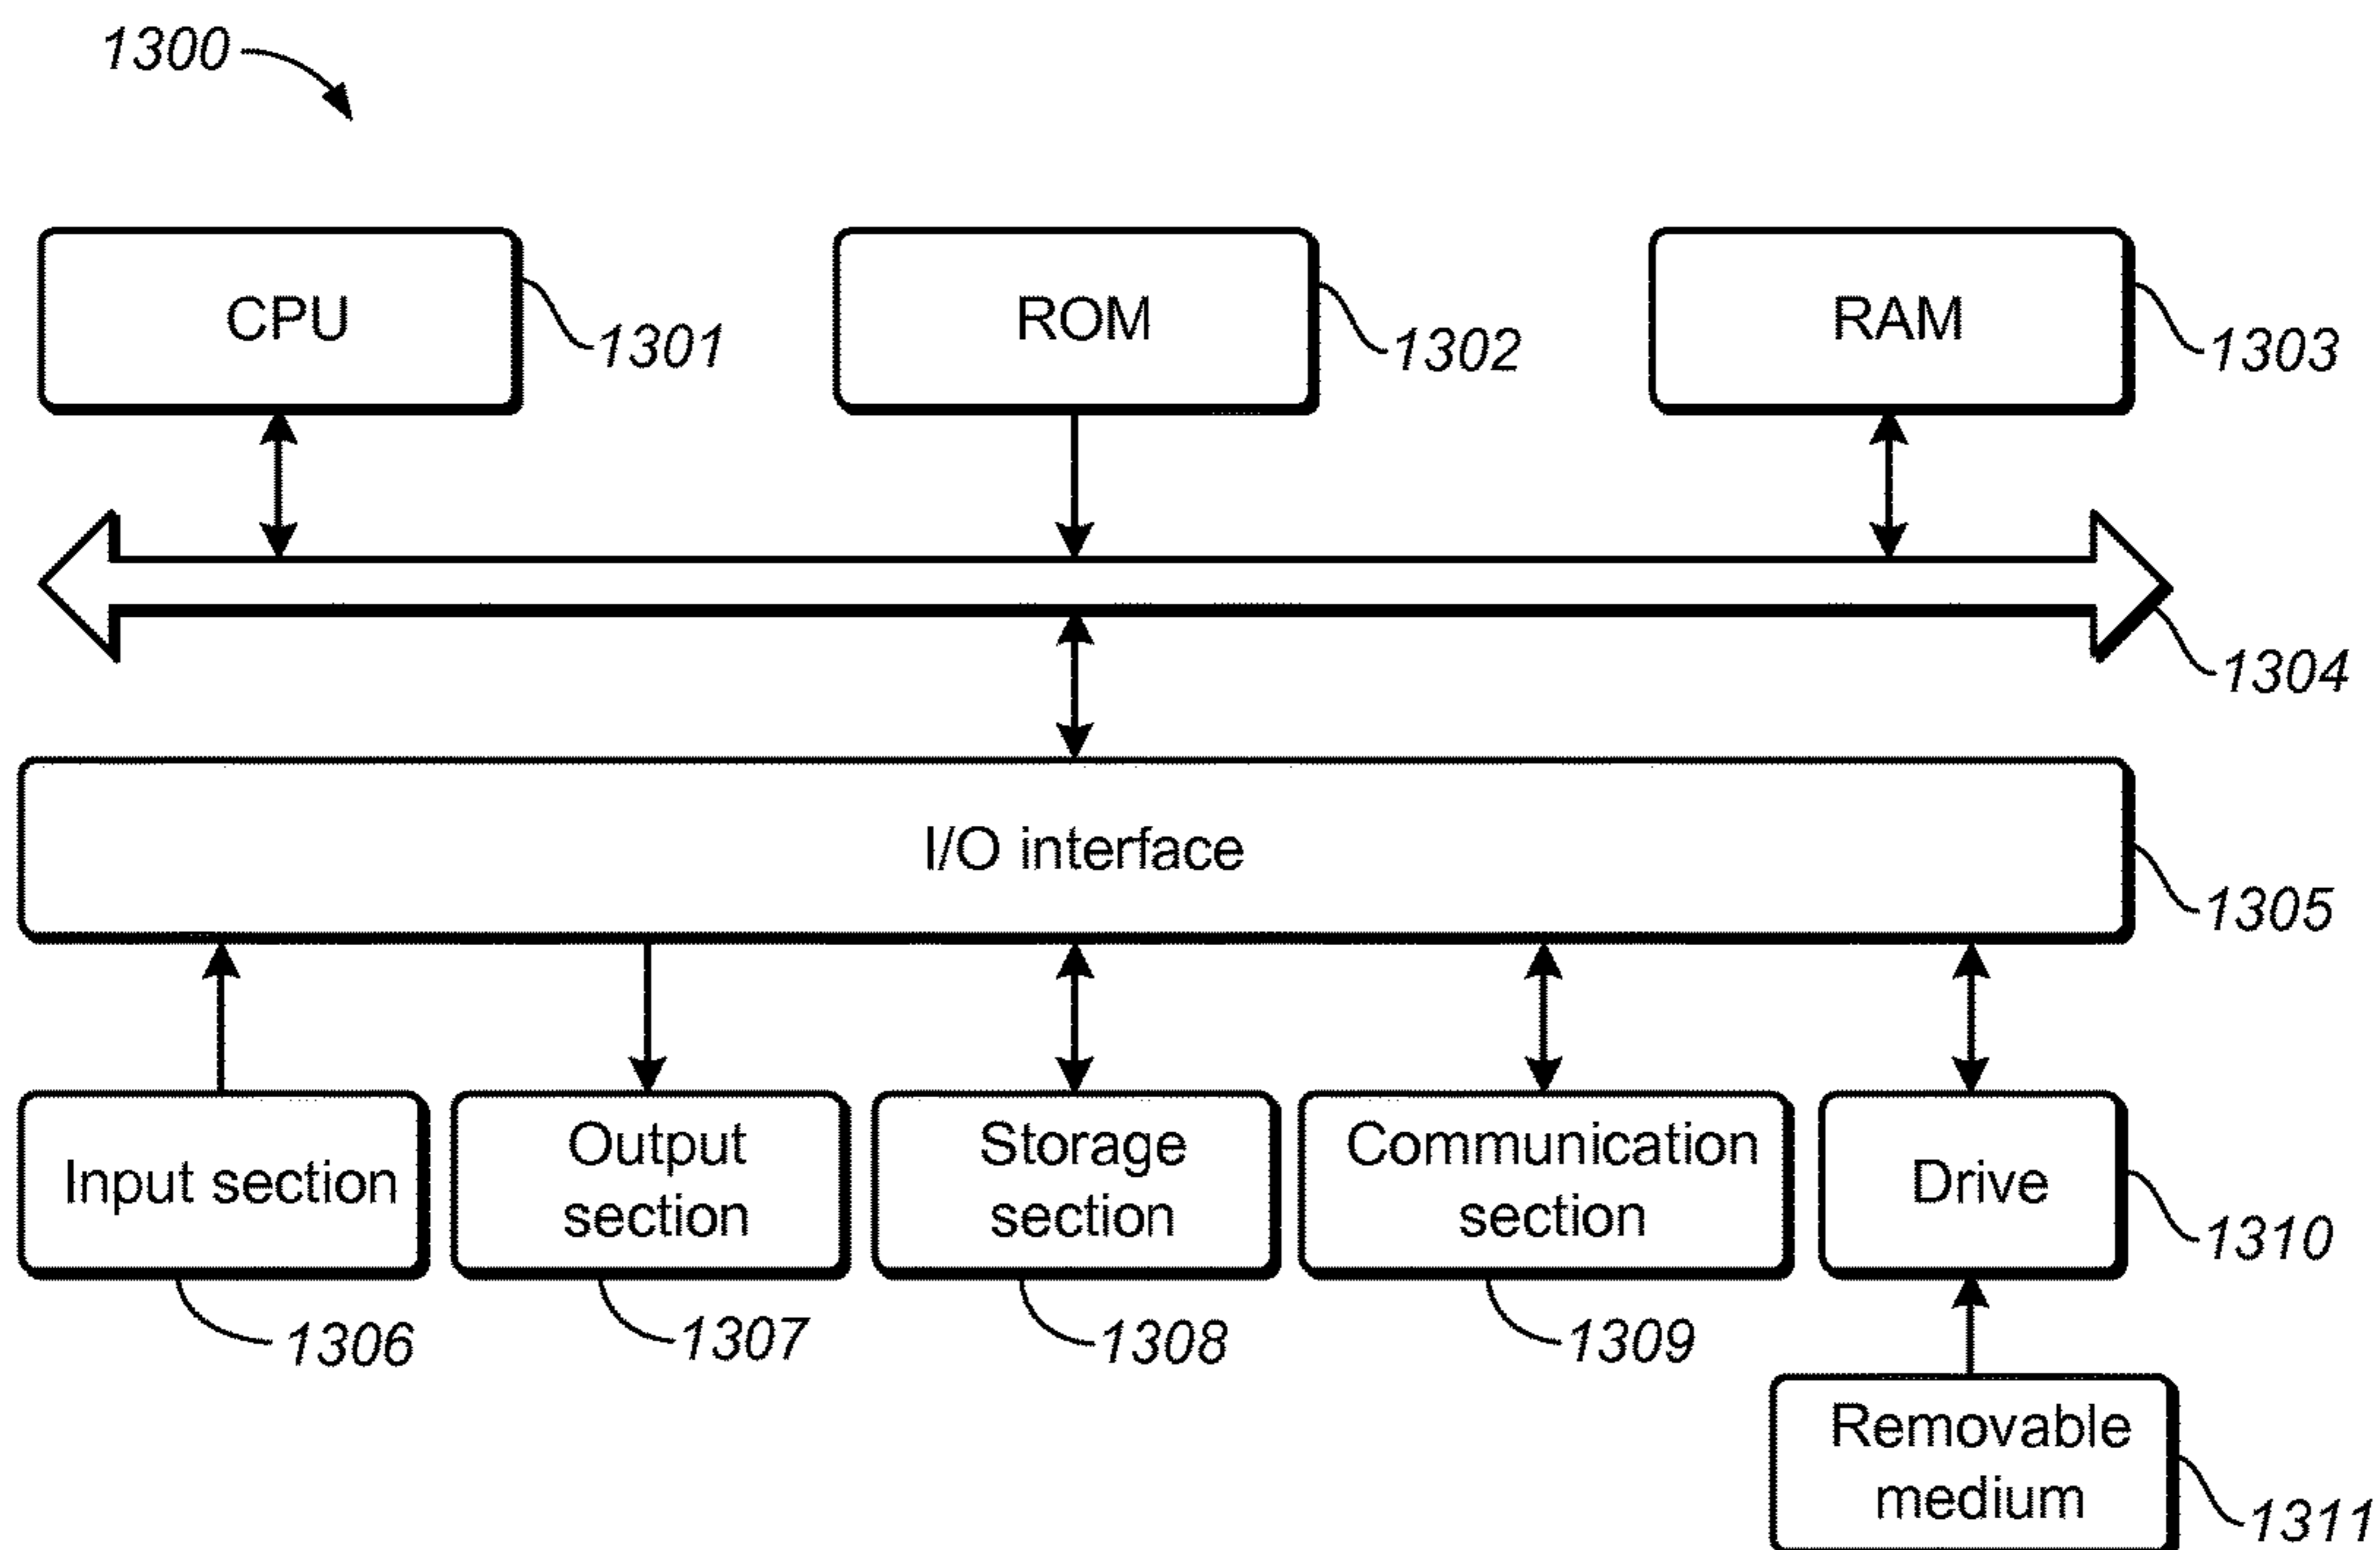 1300
CPU
1301
ROM
1302
RAM
1303
1304
I/O interface
1305
Input section
1306
Output
section
1307
Storage
section
1308
Communication
section
1309
Drive
1310
Removable
medium
1311